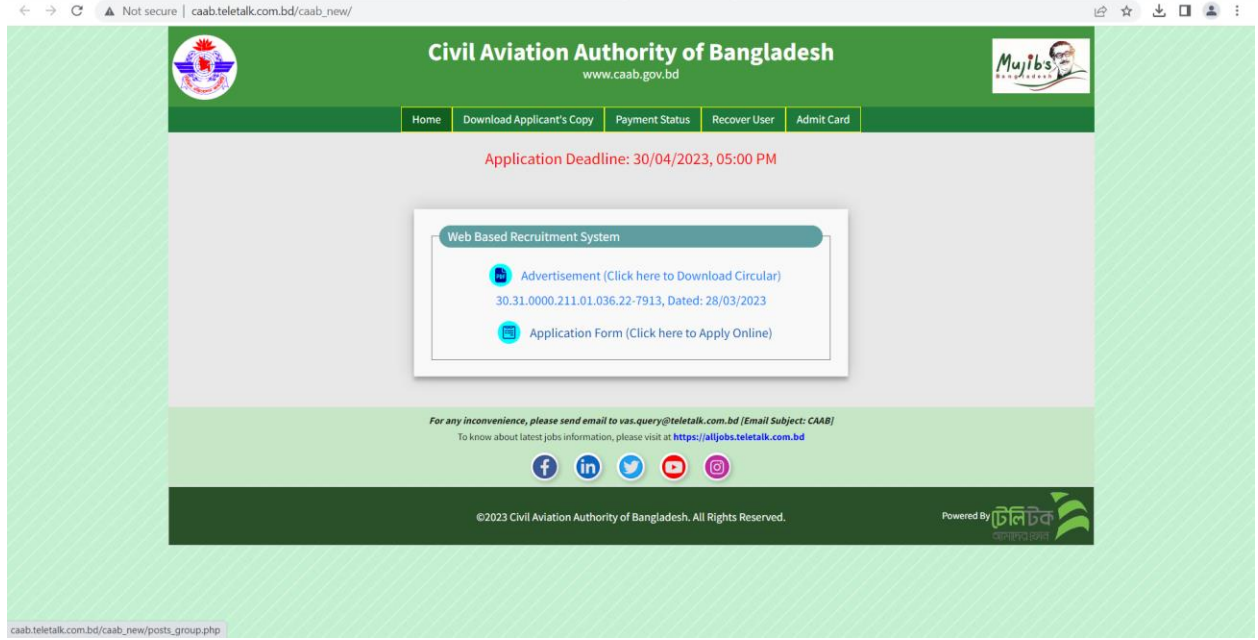 Not secure | caab.teletalk.com.bd/caab_new/
Civil Aviation Authority of Bangladesh
www.caab.gov.bd
Mujib's
Bangladesh
Home Download Applicant's Copy Payment Status Recover User Admit Card
Application Deadline: 30/04/2023, 05:00 PM
Web Based Recruitment System
PDF
Advertisement (Click here to Download Circular)
30.31.0000.211.01.036.22-7913, Dated: 28/03/2023
Application Form (Click here to Apply Online)
For any inconvenience, please send email to vas.query@teletalk.com.bd [Email Subject: CAAB]
To know about latest jobs information, please visit at https://alljobs.teletalk.com.bd
©2023 Civil Aviation Authority of Bangladesh. All Rights Reserved.
Powered By টেলিটক
আমাদের ফোন
caab.teletalk.com.bd/caab_new/posts_group.php